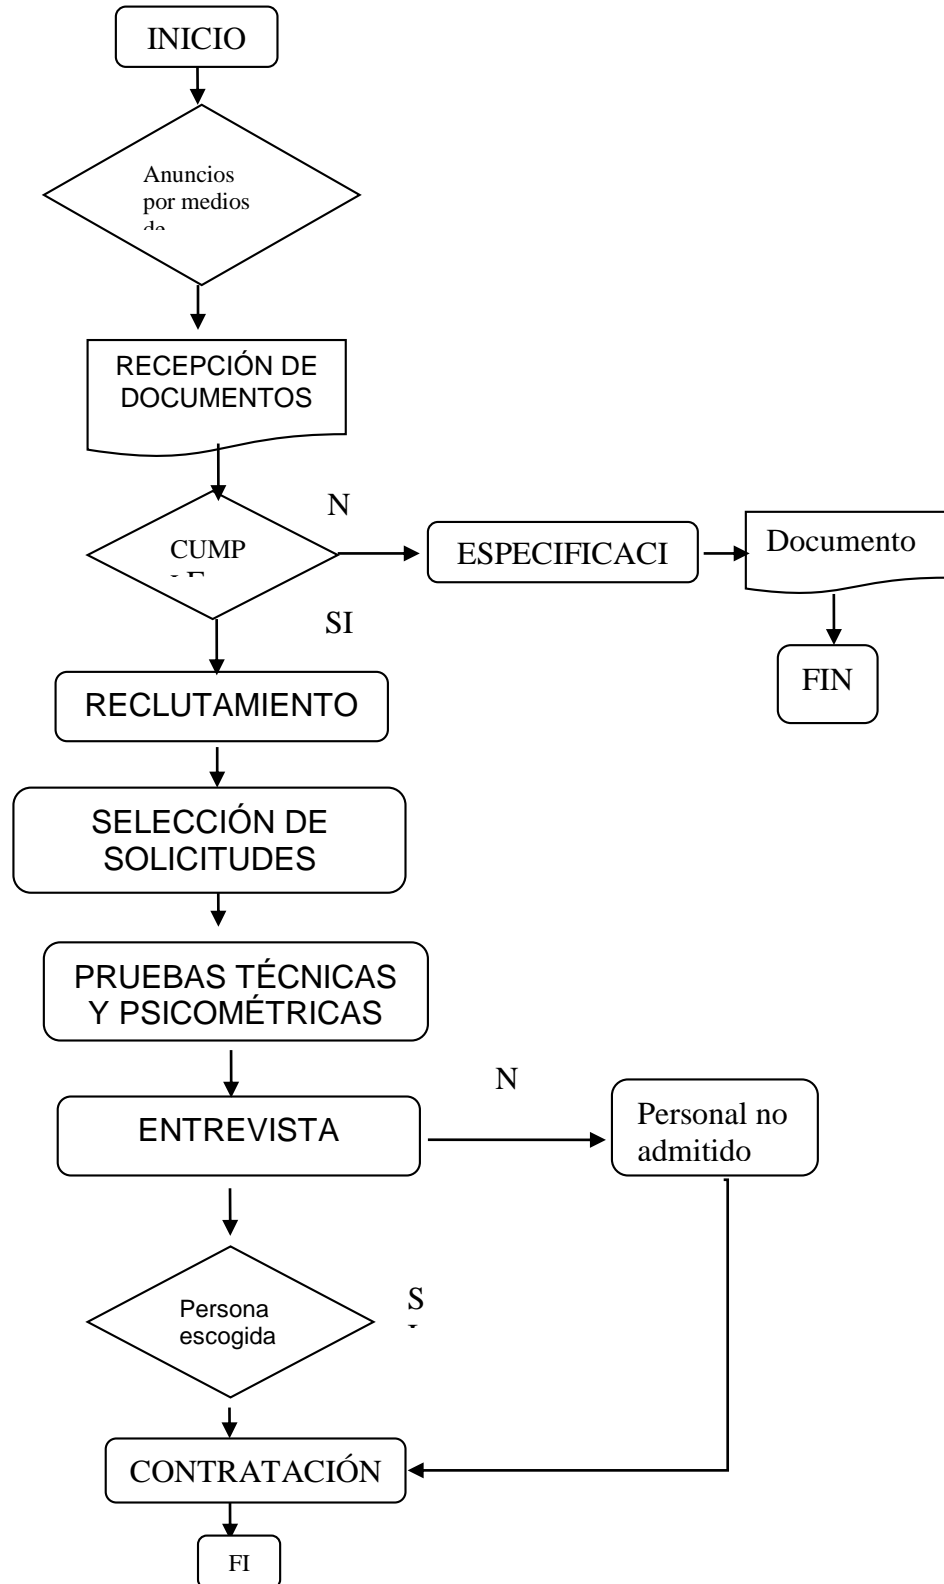 INICIO
Anuncios
por medios
de
RECEPCIÓN DE
DOCUMENTOS
N
CUMP
ESPECIFICACI
Documento
SI
FIN
RECLUTAMIENTO
SELECCIÓN DE
SOLICITUDES
PRUEBAS TÉCNICAS
Y PSICOMÉTRICAS
N
ENTREVISTA
Personal no
admitido
S
Persona
escogida
CONTRATACIÓN
FI